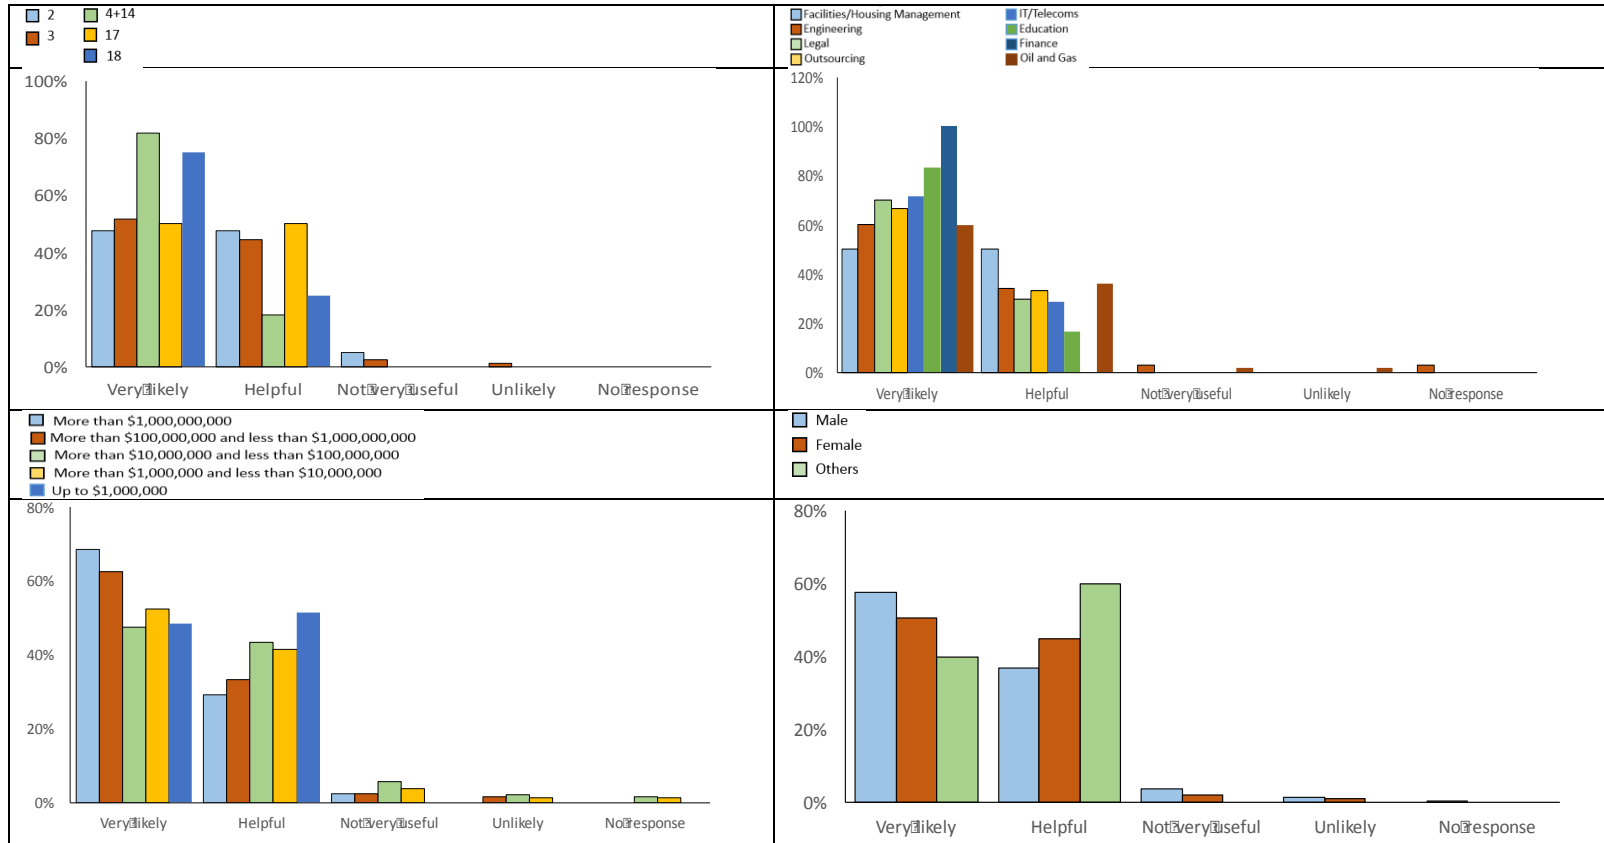 2
4+14
3
17
18
100%
80%
60%
40%
20%
0%
Very likely
Helpful
Not very useful
Unlikely
No response
Facilities/Housing Management
IT/Telecoms
Engineering
Education
Legal
Finance
Outsourcing
Oil and Gas
120%
100%
80%
60%
40%
20%
0%
Very likely
Helpful
Not very useful
Unlikely
No response
More than $1,000,000,000
More than $100,000,000 and less than $1,000,000,000
More than $10,000,000 and less than $100,000,000
More than $1,000,000 and less than $10,000,000
Up to $1,000,000
80%
60%
40%
20%
0%
Very likely
Helpful
Not very useful
Unlikely
No response
Male
Female
Others
80%
60%
40%
20%
0%
Very likely
Helpful
Not very useful
Unlikely
No response